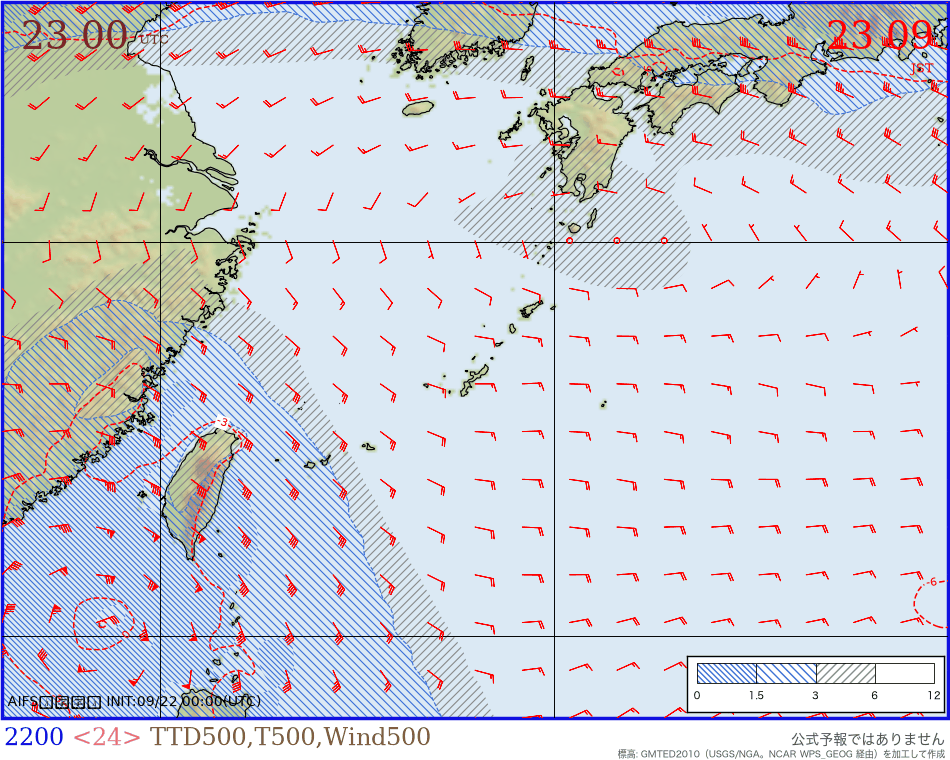 23 00 UTC
23 09
JST
-3
-6
AIFS INIT:09/22 00:00(UTC)
0 1.5 3 6 12
2200 <24> TTD500,T500,Wind500
公式予報ではありません
標高: GMTED2010（USGS/NGA。NCAR WPS_GEOG 経由）を加工して作成